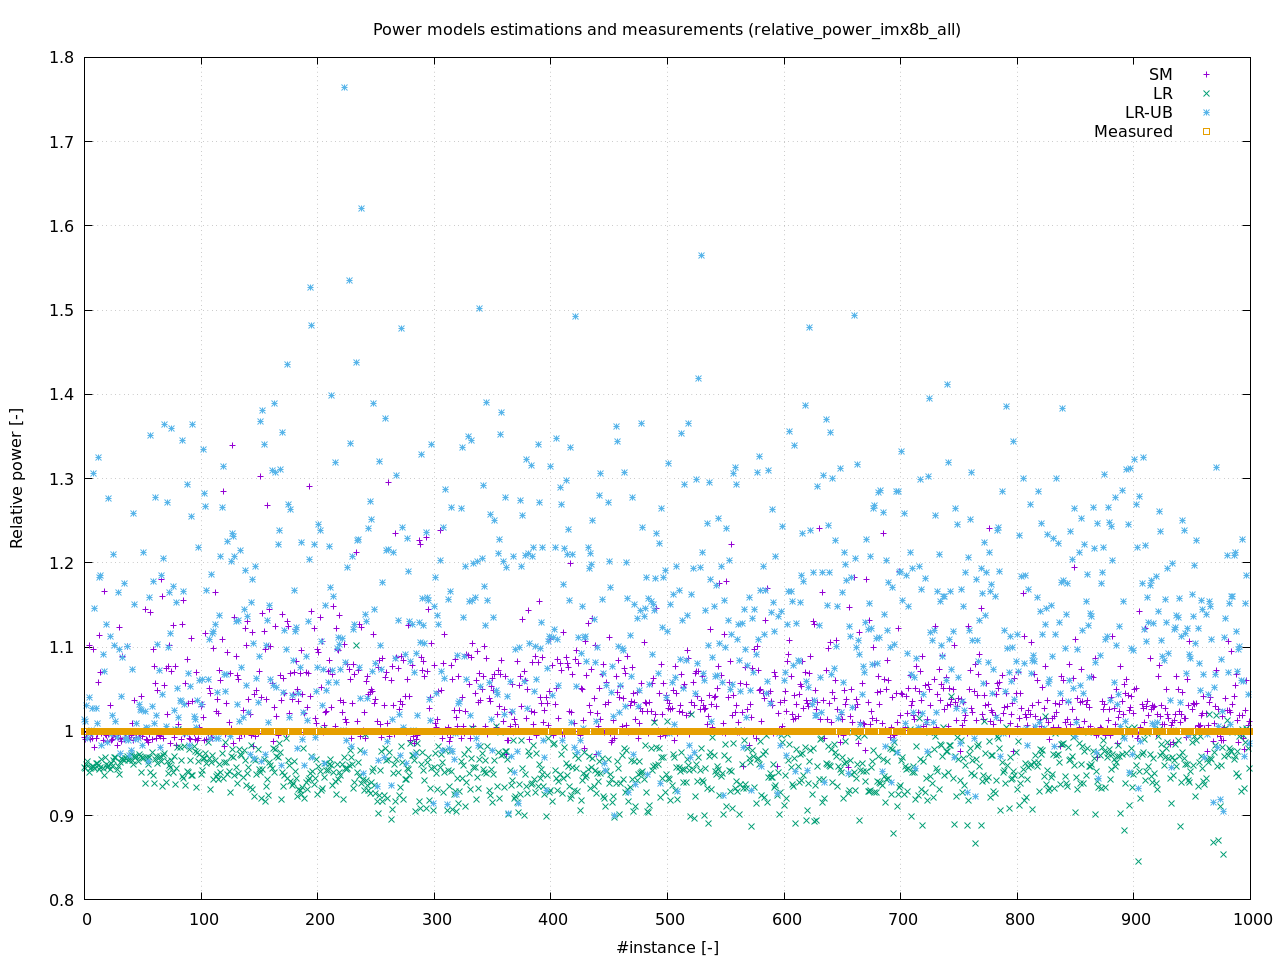 Power models estimations and measurements (relative_power_imx8b_all)
SM
LR
LR-UB
Measured
1.8
1.7
1.6
1.5
1.4
1.3
1.2
1.1
1
0.9
0.8
Relative power [-]
0 100 200 300 400 500 600 700 800 900 1000
#instance [-]